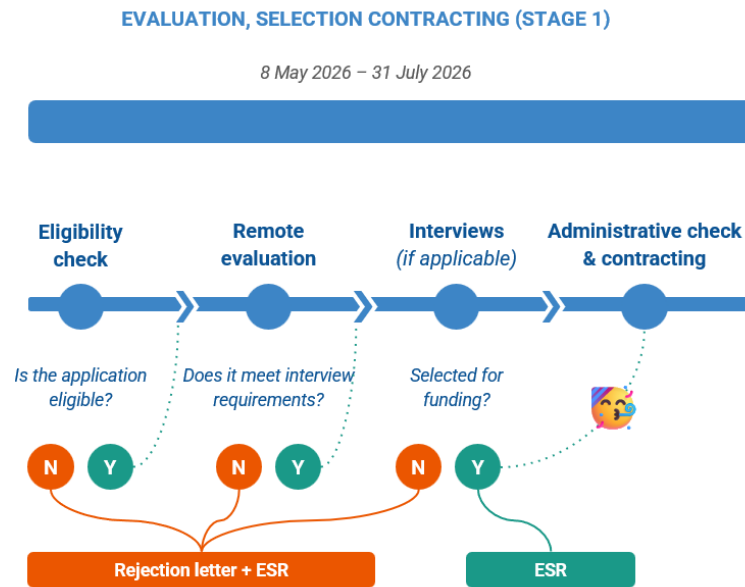 EVALUATION, SELECTION CONTRACTING (STAGE 1)
8 May 2026 – 31 July 2026
Eligibility
check
Remote
evaluation
Interviews
(if applicable)
Administrative check
& contracting
Is the application
eligible?
Does it meet interview
requirements?
Selected for
funding?
N
Y
N
Y
N
Y
Rejection letter + ESR
ESR